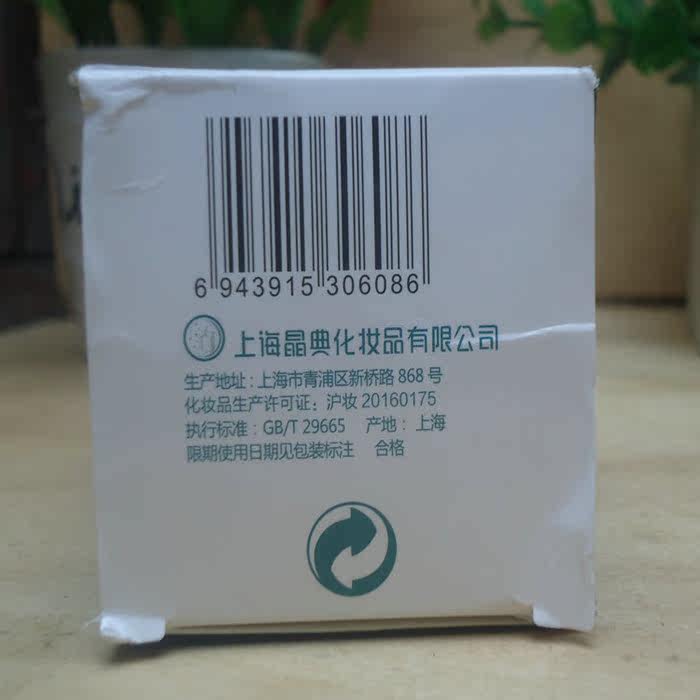 6 943915 306086
上海晶典化妆品有限公司
生产地址：上海市青浦区新桥路 868 号
化妆品生产许可证：沪妆 20160175
执行标准：GB/T 29665 产地：上海
限期使用日期见包装标注 合格